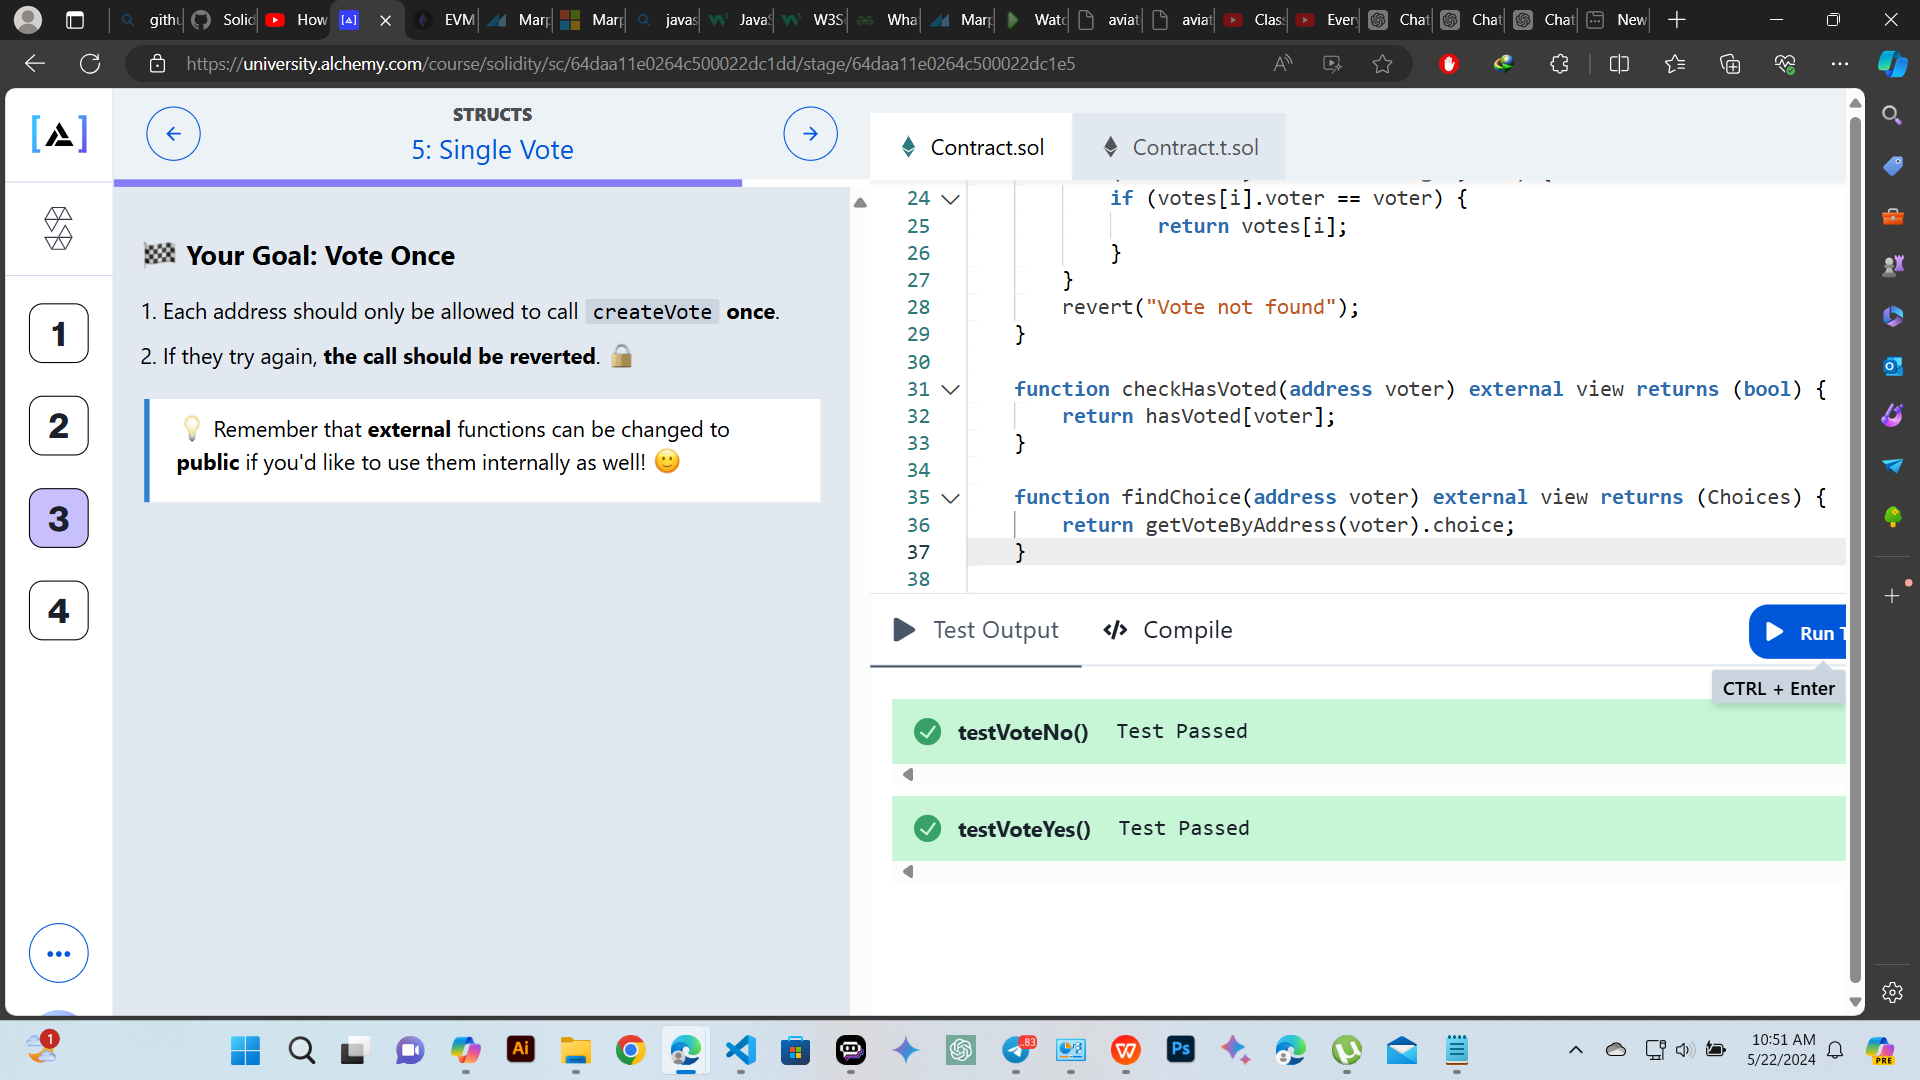 githu
Solid
How
EVM
Marp
Marp
javas
JavaS
W3S
Wha
Marp
Watc
aviat
aviat
Class
Every
Chat
Chat
Chat
New
https://university.alchemy.com/course/solidity/sc/64daa11e0264c500022dc1dd/stage/64daa11e0264c500022dc1e5
STRUCTS
5: Single Vote
1
2
3
4
Your Goal: Vote Once
1. Each address should only be allowed to call createVote once.
2. If they try again, the call should be reverted.
Remember that external functions can be changed to
public if you'd like to use them internally as well!
Contract.sol
Contract.t.sol
24 if (votes[i].voter == voter) {
25 return votes[i];
26 }
27 }
28 revert("Vote not found");
29 }
30
31 function checkHasVoted(address voter) external view returns (bool) {
32 return hasVoted[voter];
33 }
34
35 function findChoice(address voter) external view returns (Choices) {
36 return getVoteByAddress(voter).choice;
37 }
38
Test Output
Compile
Run T
CTRL + Enter
testVoteNo() Test Passed
testVoteYes() Test Passed
1
Ai
.83
Ps
10:51 AM
5/22/2024
PRE